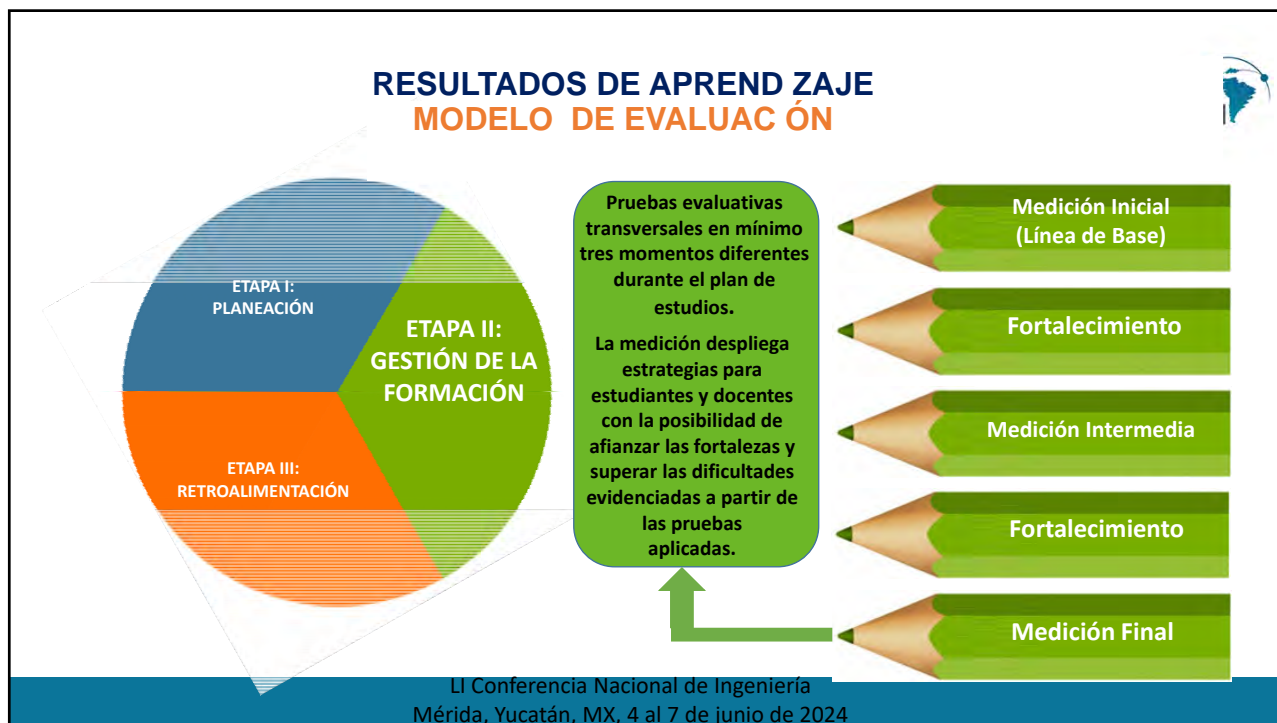 RESULTADOS DE APREND ZAJE
MODELO DE EVALUAC ÓN
ETAPA I:
PLANEACIÓN
ETAPA II:
GESTIÓN DE LA
FORMACIÓN
ETAPA III:
RETROALIMENTACIÓN
Pruebas evaluativas
transversales en mínimo
tres momentos diferentes
durante el plan de
estudios.
La medición despliega
estrategias para
estudiantes y docentes
con la posibilidad de
afianzar las fortalezas y
superar las dificultades
evidenciadas a partir de
las pruebas
aplicadas.
Medición Inicial
(Línea de Base)
Fortalecimiento
Medición Intermedia
Fortalecimiento
Medición Final
LI Conferencia Nacional de Ingeniería
Mérida, Yucatán, MX, 4 al 7 de junio de 2024